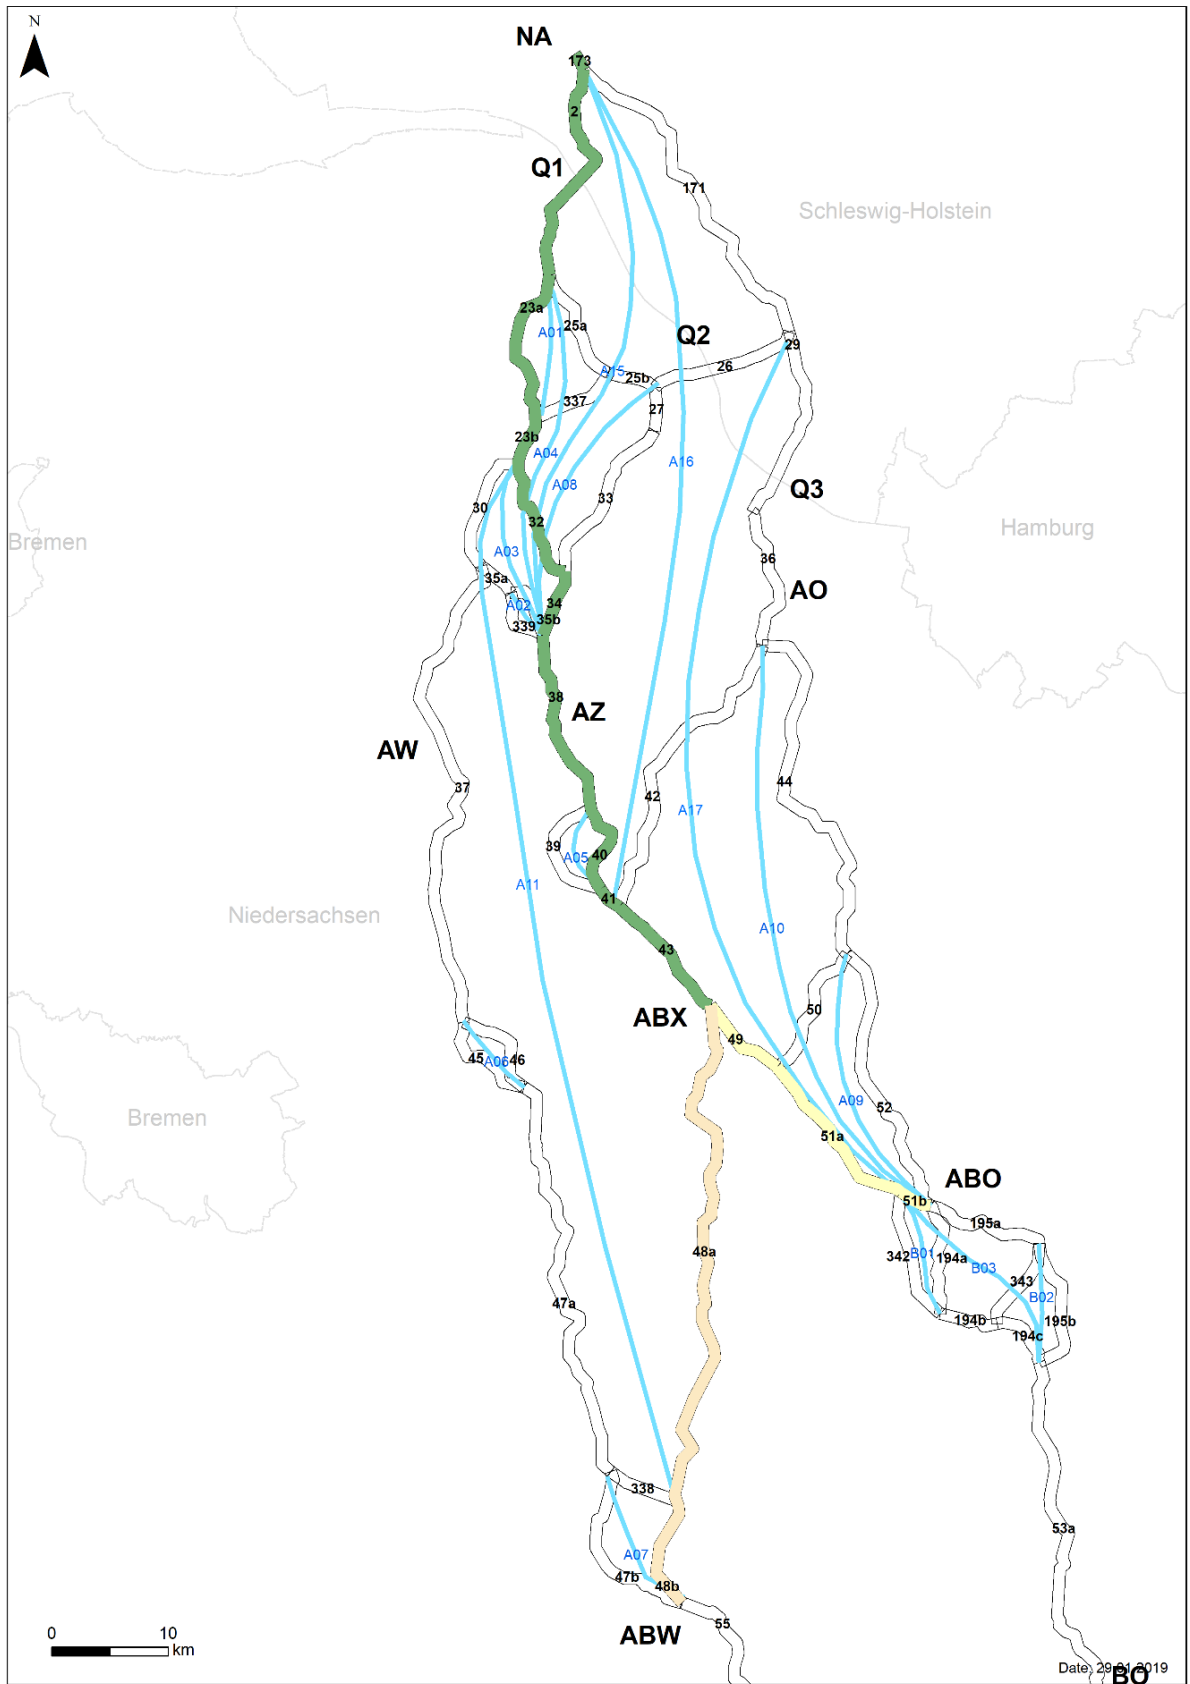 N
NA
173
2
Q1
171
Schleswig-Holstein
23a
A01
25a
Q2
29
26
A15
25b
337
27
23b
A04
A16
A08
Q3
33
30
32
Hamburg
Bremen
A03
36
35a
AO
A02
34
35b
339
38
AZ
AW
44
37
42
A17
39
40
A05
A11
41
Niedersachsen
A10
43
50
ABX
49
45
A06
46
A09
52
Bremen
51a
ABO
51b
195a
48a
342
B01
194a
B03
343
B02
47a
194b
195b
194c
338
53a
A07
47b
48b
55
ABW
0 10
km
Date: 29.01.2019
BO